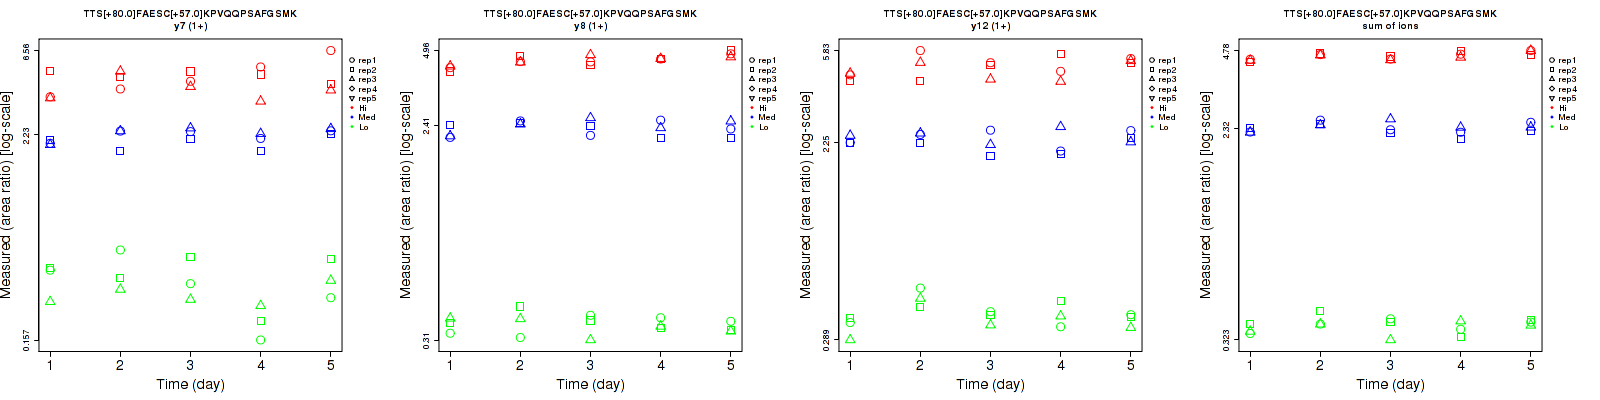 TTS[+80.0]FAESC[+57.0]KPVQQPSAFGSMK
y7 (1+)
Measured (area ratio) [log-scale]
6.56
2.23
0.157
1 2 3 4 5
Time (day)
rep1
rep2
rep3
rep4
rep5
Hi
Med
Lo
TTS[+80.0]FAESC[+57.0]KPVQQPSAFGSMK
y8 (1+)
Measured (area ratio) [log-scale]
4.96
2.41
0.31
1 2 3 4 5
Time (day)
rep1
rep2
rep3
rep4
rep5
Hi
Med
Lo
TTS[+80.0]FAESC[+57.0]KPVQQPSAFGSMK
y12 (1+)
Measured (area ratio) [log-scale]
5.83
2.25
0.289
1 2 3 4 5
Time (day)
rep1
rep2
rep3
rep4
rep5
Hi
Med
Lo
TTS[+80.0]FAESC[+57.0]KPVQQPSAFGSMK
sum of ions
Measured (area ratio) [log-scale]
4.78
2.32
0.323
1 2 3 4 5
Time (day)
rep1
rep2
rep3
rep4
rep5
Hi
Med
Lo